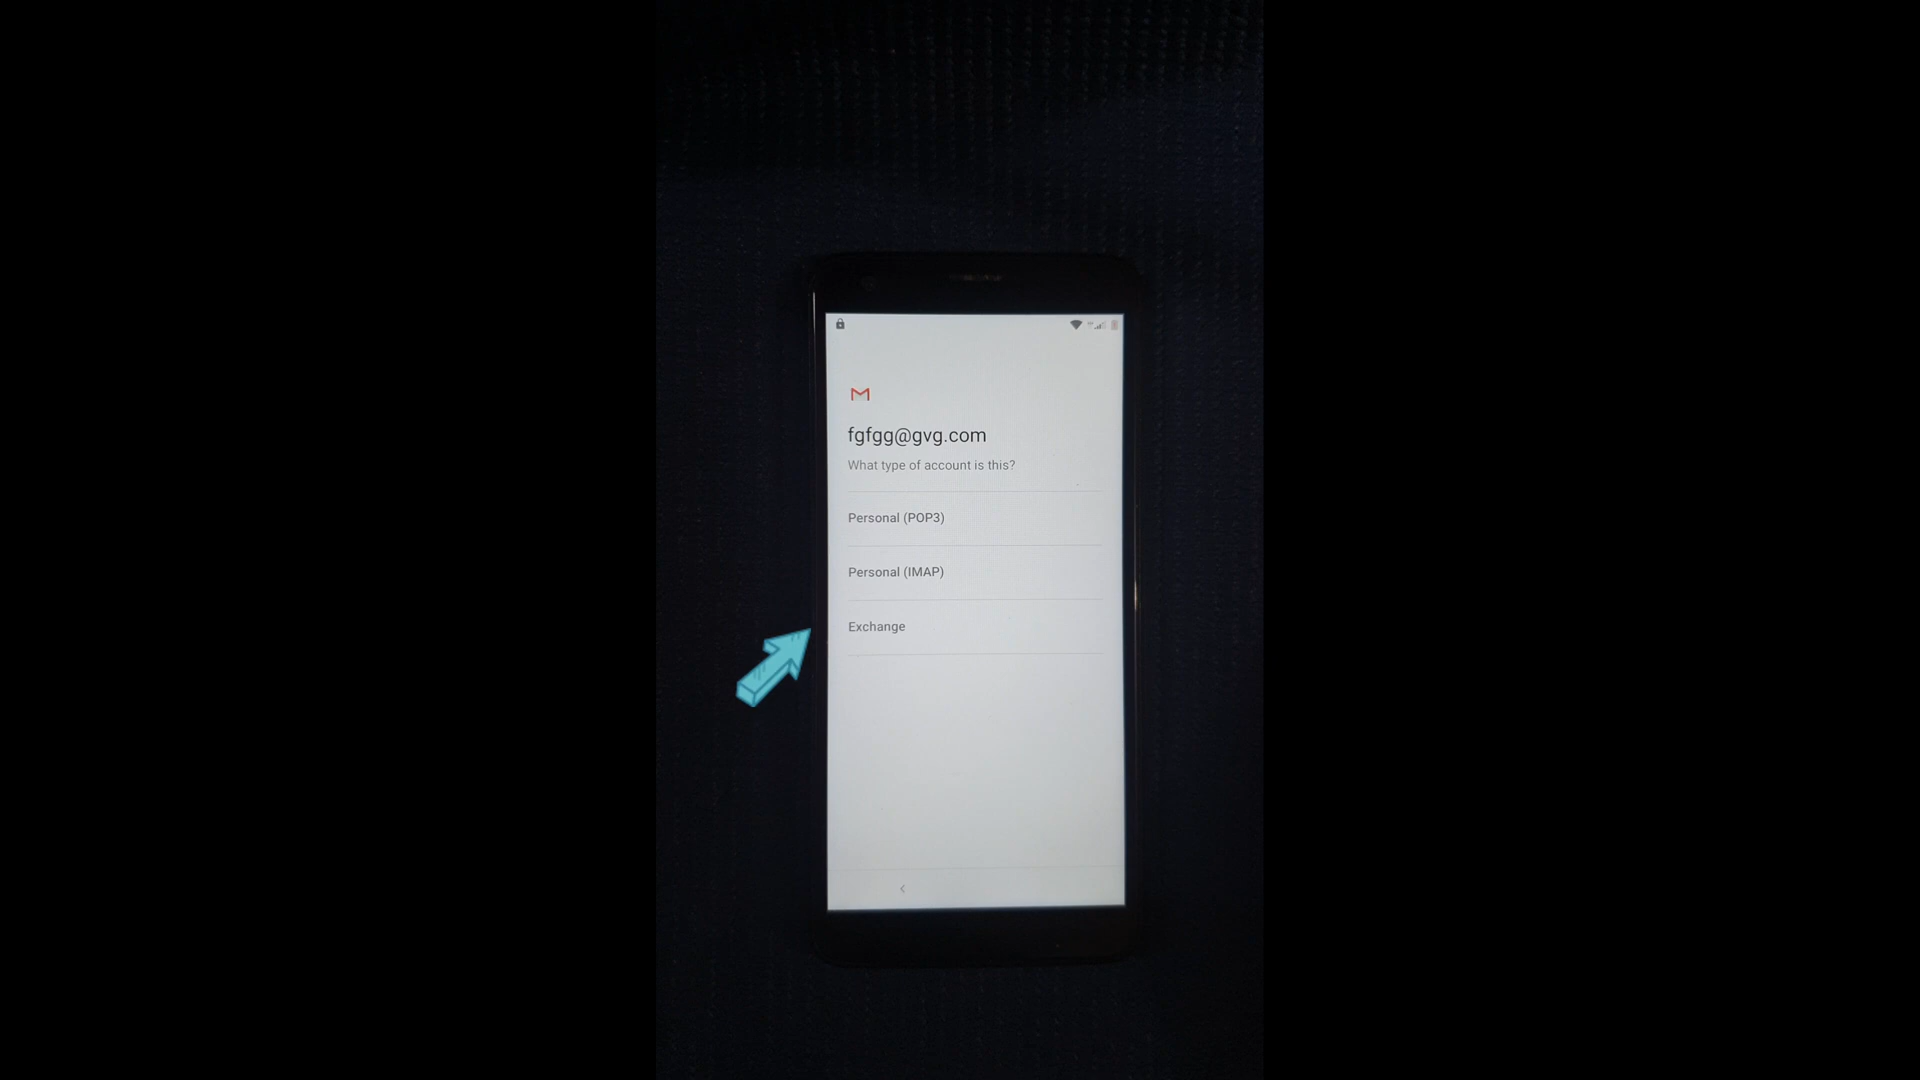 fgfgg@gvg.com
What type of account is this?
Personal (POP3)
Personal (IMAP)
Exchange